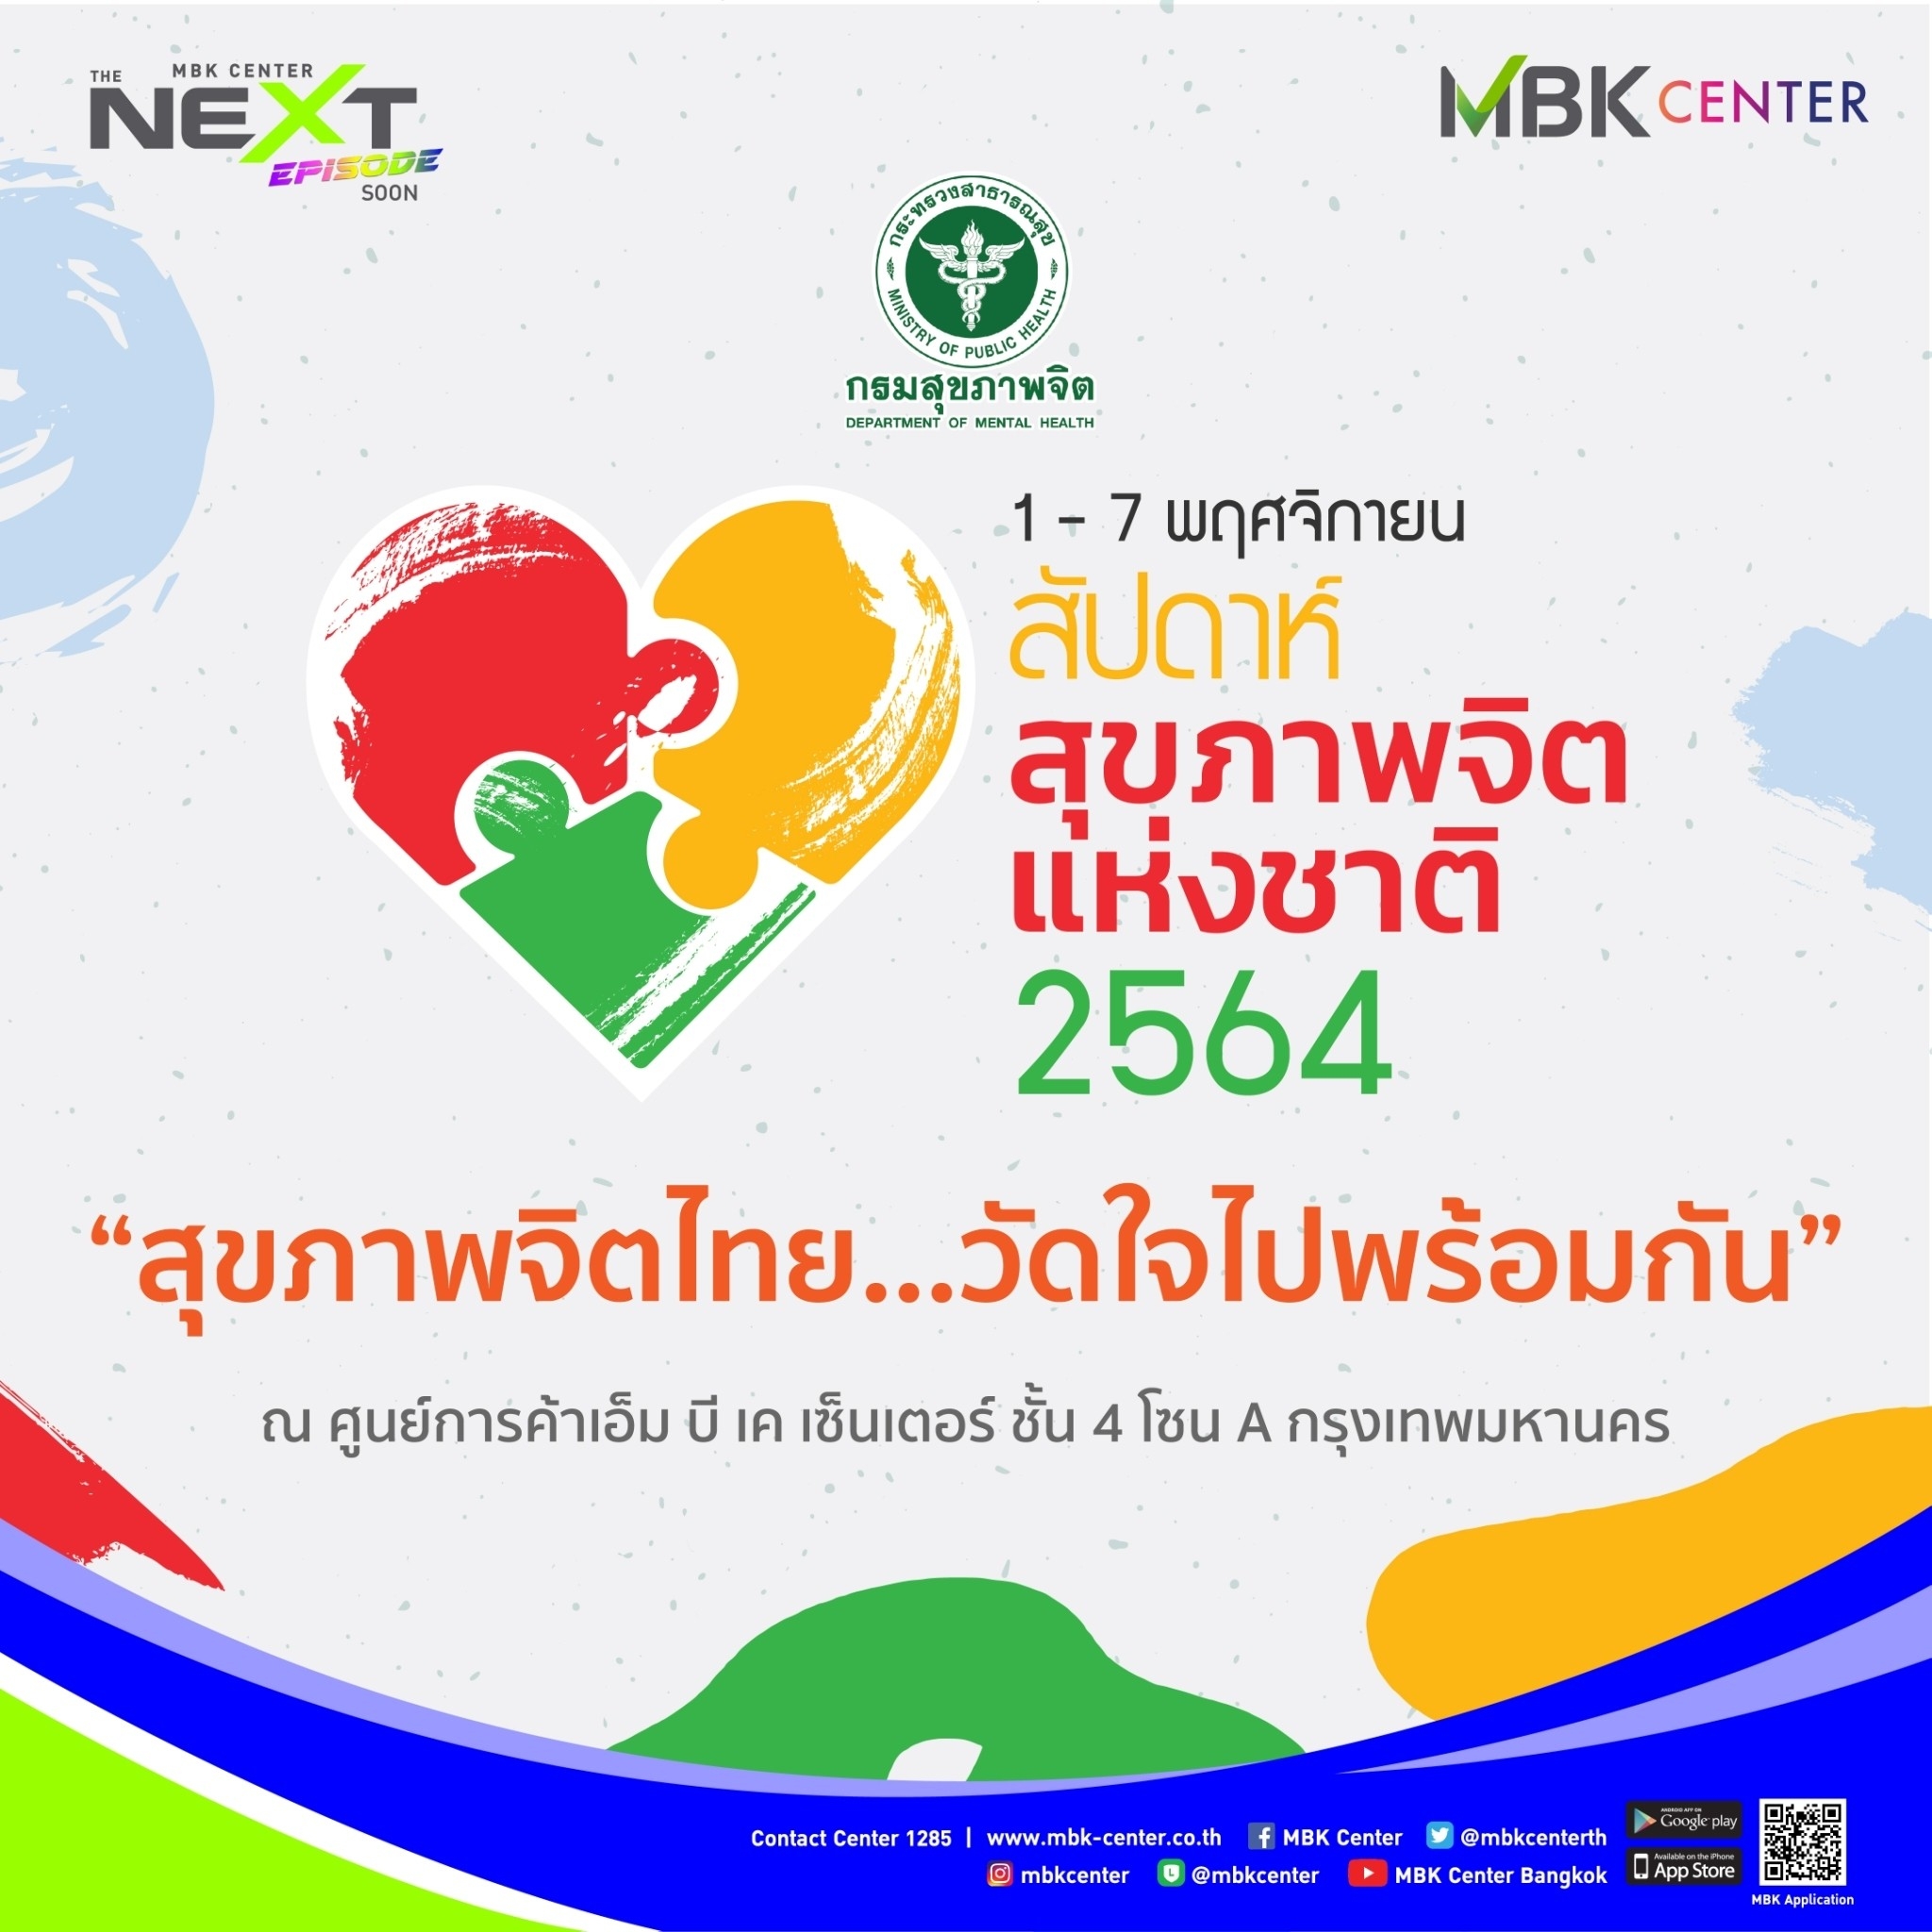 THE MBK CENTER
NEXT
EPISODE
SOON
MBK CENTER
กระทรวงสาธารณสุข
MINISTRY OF PUBLIC HEALTH
กรมสุขภาพจิต
DEPARTMENT OF MENTAL HEALTH
1 - 7 พฤศจิกายน
สัปดาห์
สุขภาพจิต
แห่งชาติ
2564
“สุขภาพจิตไทย...วัดใจไปพร้อมกัน”
ณ ศูนย์การค้าเอ็ม บี เค เซ็นเตอร์ ชั้น 4 โซน A กรุงเทพมหานคร
Contact Center 1285 | www.mbk-center.co.th MBK Center @mbkcenterth
mbkcenter @mbkcenter MBK Center Bangkok
ANDROID APP ON
Google play
Available on the iPhone
App Store
MBK Application